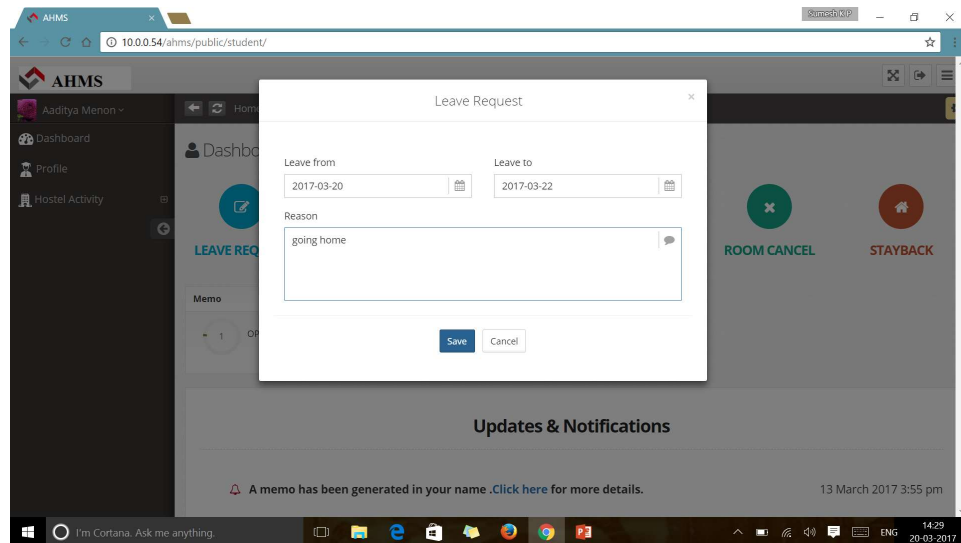 AHMS
Sumesh K P
10.0.0.54/ahms/public/student/
AHMS
Leave Request
Aaditya Menon
Home
Dashboard
Dashbo
Leave from
Leave to
Profile
2017-03-20
2017-03-22
Hostel Activity
Reason
going home
LEAVE REQ
ROOM CANCEL
STAYBACK
Memo
1
OP
Save
Cancel
Updates & Notifications
A memo has been generated in your name .Click here for more details.
13 March 2017 3:55 pm
I'm Cortana. Ask me anything.
ENG
14:29
20-03-2017